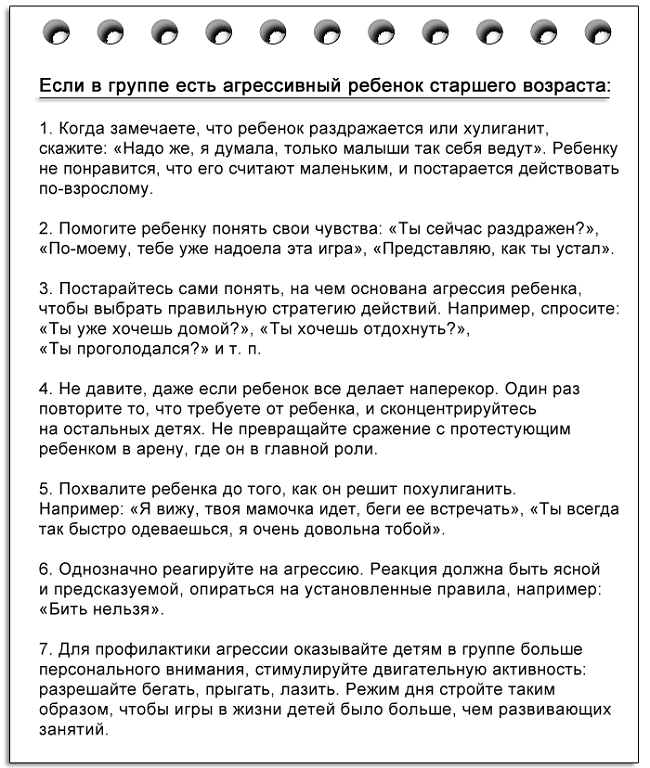 Если в группе есть агрессивный ребенок старшего возраста:
1. Когда замечаете, что ребенок раздражается или хулиганит,
скажите: «Надо же, я думала, только малыши так себя ведут». Ребенку
не понравится, что его считают маленьким, и постарается действовать
по-взрослому.
2. Помогите ребенку понять свои чувства: «Ты сейчас раздражен?»,
«По-моему, тебе уже надоела эта игра», «Представляю, как ты устал».
3. Постарайтесь сами понять, на чем основана агрессия ребенка,
чтобы выбрать правильную стратегию действий. Например, спросите:
«Ты уже хочешь домой?», «Ты хочешь отдохнуть?»,
«Ты проголодался?» и т. п.
4. Не давите, даже если ребенок все делает наперекор. Один раз
повторите то, что требуете от ребенка, и сконцентрируйтесь
на остальных детях. Не превращайте сражение с протестующим
ребенком в арену, где он в главной роли.
5. Похвалите ребенка до того, как он решит похулиганить.
Например: «Я вижу, твоя мамочка идет, беги ее встречать», «Ты всегда
так быстро одеваешься, я очень довольна тобой».
6. Однозначно реагируйте на агрессию. Реакция должна быть ясной
и предсказуемой, опираться на установленные правила, например:
«Бить нельзя».
7. Для профилактики агрессии оказывайте детям в группе больше
персонального внимания, стимулируйте двигательную активность:
разрешайте бегать, прыгать, лазить. Режим дня стройте таким
образом, чтобы игры в жизни детей было больше, чем развивающих
занятий.